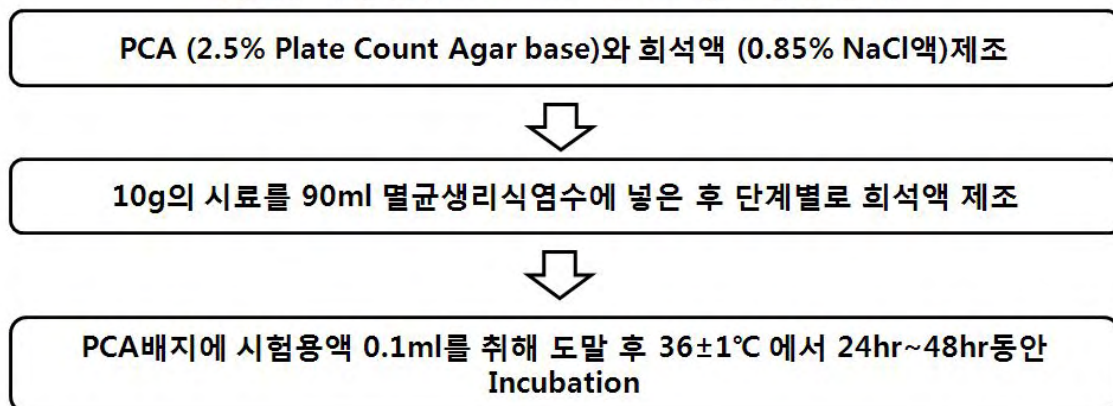 PCA (2.5% Plate Count Agar base)와 희석액 (0.85% NaCl액)제조
10g의 시료를 90ml 멸균생리식염수에 넣은 후 단계별로 희석액 제조
PCA배지에 시험용액 0.1ml를 취해 도말 후 36±1℃ 에서 24hr~48hr동안
Incubation